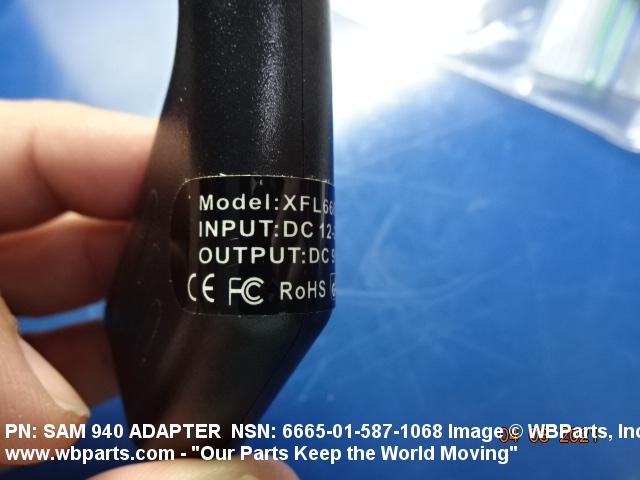 Model:XFL66
INPUT:DC 12-
OUTPUT:DC
CE FC RoHS
PN: SAM 940 ADAPTER NSN: 6665-01-587-1068 Image © WBParts, Inc
www.wbparts.com - "Our Parts Keep the World Moving"